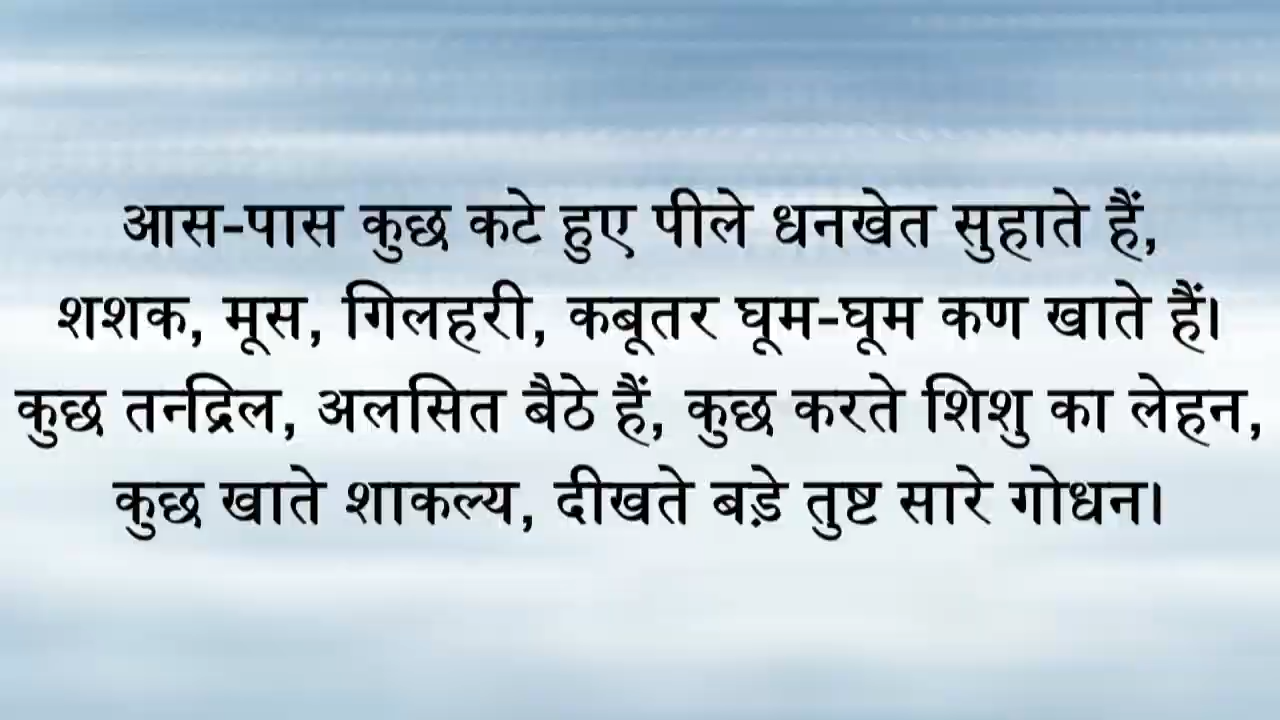 आस-पास कुछ कटे हुए पीले धनखेत सुहाते हैं,
शशक, मूस, गिलहरी, कबूतर घूम-घूम कण खाते हैं।
कुछ तन्द्रिल, अलसित बैठे हैं, कुछ करते शिशु का लेहन,
कुछ खाते शाकल्य, दीखते बड़े तुष्ट सारे गोधन।